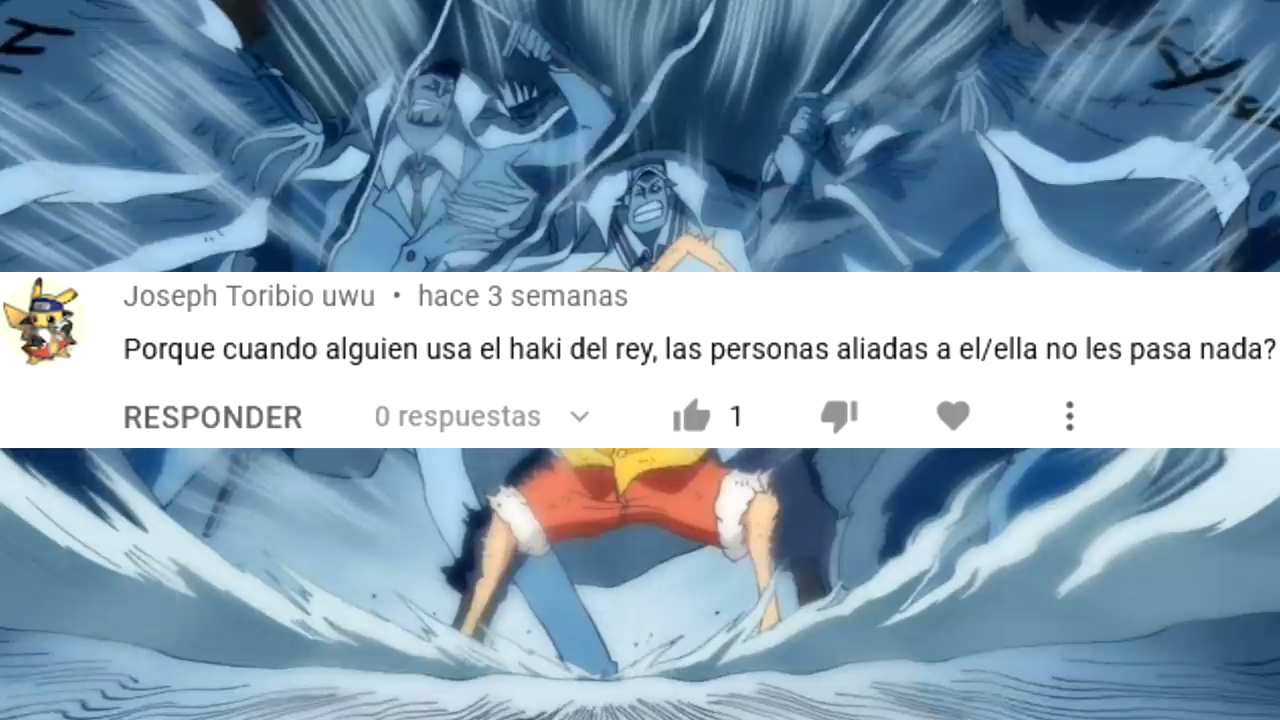 Joseph Toribio uwu • hace 3 semanas
Porque cuando alguien usa el haki del rey, las personas aliadas a el/ella no les pasa nada?
RESPONDER 0 respuestas 1